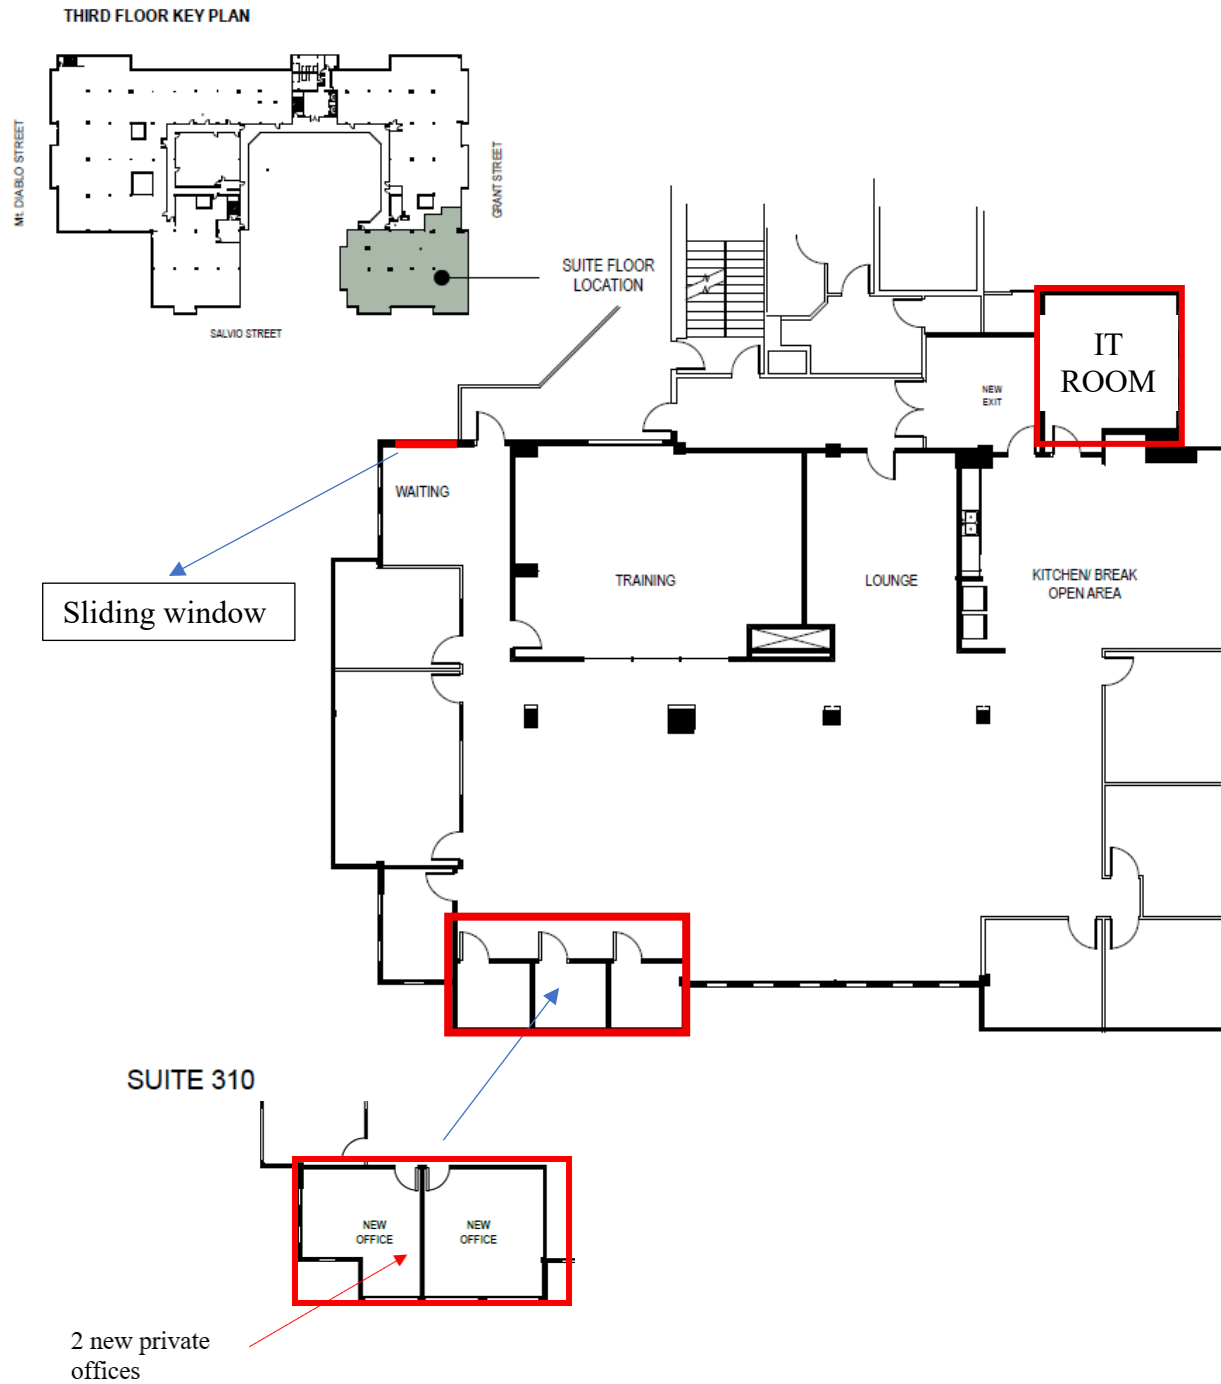 THIRD FLOOR KEY PLAN
Mt. DIABLO STREET
GRANT STREET
SALVIO STREET
SUITE FLOOR
LOCATION
IT
ROOM
NEW
EXIT
WAITING
TRAINING
LOUNGE
KITCHEN/ BREAK
OPEN AREA
Sliding window
SUITE 310
NEW
OFFICE
NEW
OFFICE
2 new private
offices